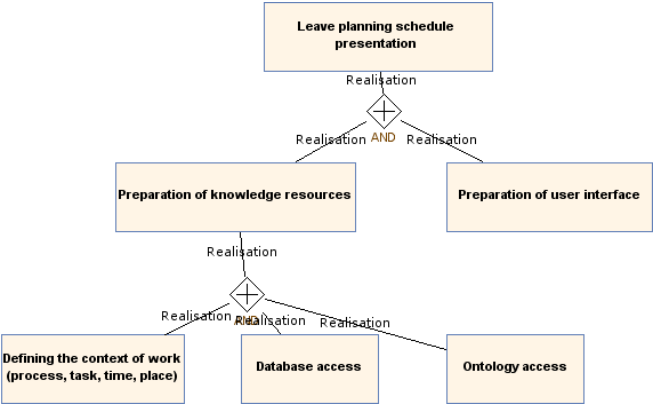 Leave planning schedule
presentation
Realisation
AND
Realisation
Realisation
Preparation of knowledge resources
Preparation of user interface
Realisation
AND
Realisation
Realisation
Realisation
Defining the context of work
(process, task, time, place)
Database access
Ontology access